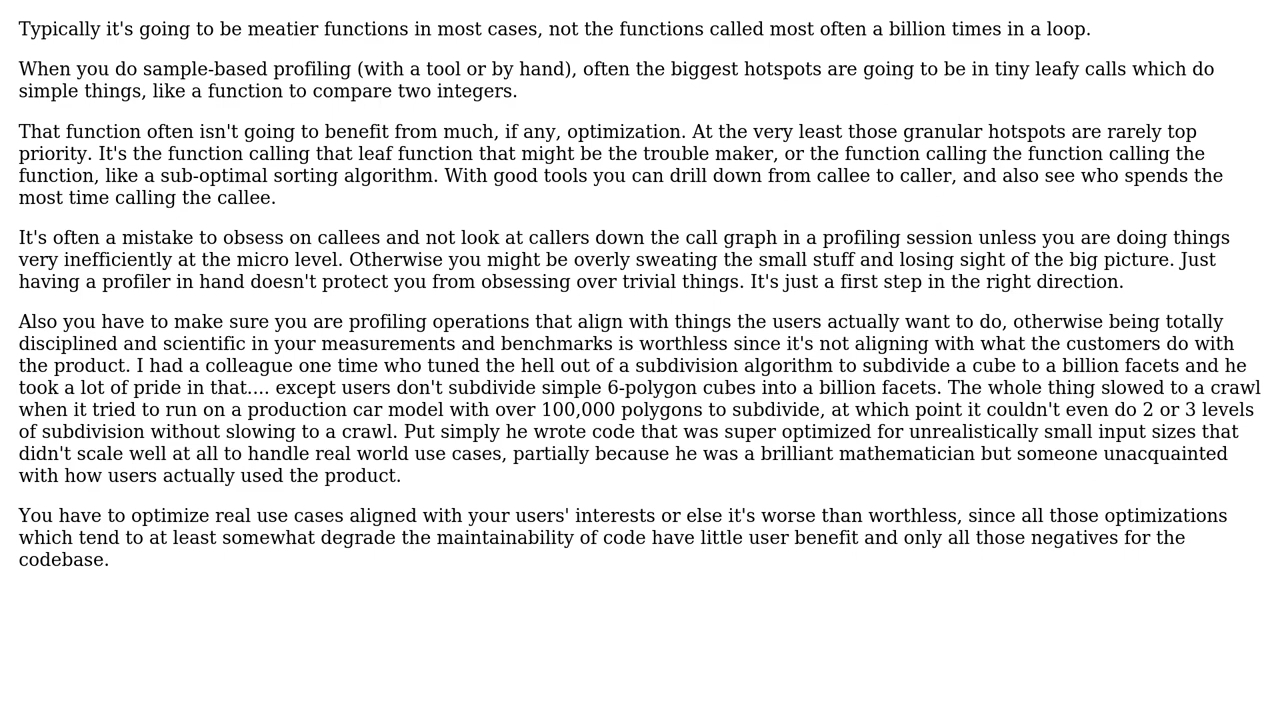 Typically it's going to be meatier functions in most cases, not the functions called most often a billion times in a loop.
When you do sample-based profiling (with a tool or by hand), often the biggest hotspots are going to be in tiny leafy calls which do
simple things, like a function to compare two integers.
That function often isn't going to benefit from much, if any, optimization. At the very least those granular hotspots are rarely top
priority. It's the function calling that leaf function that might be the trouble maker, or the function calling the function calling the
function, like a sub-optimal sorting algorithm. With good tools you can drill down from callee to caller, and also see who spends the
most time calling the callee.
It's often a mistake to obsess on callees and not look at callers down the call graph in a profiling session unless you are doing things
very inefficiently at the micro level. Otherwise you might be overly sweating the small stuff and losing sight of the big picture. Just
having a profiler in hand doesn't protect you from obsessing over trivial things. It's just a first step in the right direction.
Also you have to make sure you are profiling operations that align with things the users actually want to do, otherwise being totally
disciplined and scientific in your measurements and benchmarks is worthless since it's not aligning with what the customers do with
the product. I had a colleague one time who tuned the hell out of a subdivision algorithm to subdivide a cube to a billion facets and he
took a lot of pride in that.... except users don't subdivide simple 6-polygon cubes into a billion facets. The whole thing slowed to a crawl
when it tried to run on a production car model with over 100,000 polygons to subdivide, at which point it couldn't even do 2 or 3 levels
of subdivision without slowing to a crawl. Put simply he wrote code that was super optimized for unrealistically small input sizes that
didn't scale well at all to handle real world use cases, partially because he was a brilliant mathematician but someone unacquainted
with how users actually used the product.
You have to optimize real use cases aligned with your users' interests or else it's worse than worthless, since all those optimizations
which tend to at least somewhat degrade the maintainability of code have little user benefit and only all those negatives for the
codebase.